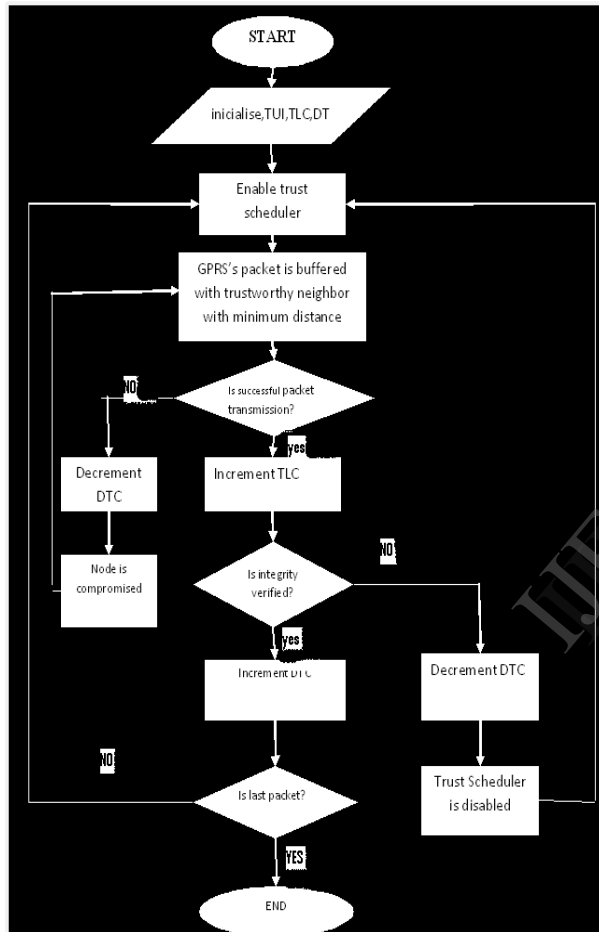 START
inicialise,TUI,TLC,DT
Enable trust
scheduler
GPRS's packet is buffered
with trustworthy neighbor
with minimum distance
Is successful packet
transmission?
NO
yes
Decrement
DTC
Increment TLC
Node is
compromised
Is integrity
verified?
NO
yes
Increment DTC
Decrement DTC
NO
Is last packet?
Trust Scheduler
is disabled
YES
END